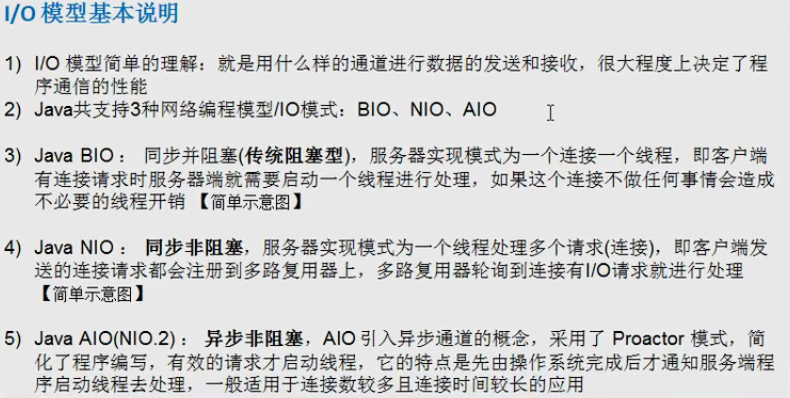 I/O 模型基本说明
1) I/O 模型简单的理解：就是用什么样的通道进行数据的发送和接收，很大程度上决定了程
序通信的性能
2) Java共支持3种网络编程模型/IO模式：BIO、NIO、AIO
3) Java BIO ： 同步并阻塞(传统阻塞型)，服务器实现模式为一个连接一个线程，即客户端
有连接请求时服务器端就需要启动一个线程进行处理，如果这个连接不做任何事情会造成
不必要的线程开销 【简单示意图】
4) Java NIO ： 同步非阻塞，服务器实现模式为一个线程处理多个请求(连接)，即客户端发
送的连接请求都会注册到多路复用器上，多路复用器轮询到连接有I/O请求就进行处理
【简单示意图】
5) Java AIO(NIO.2) ： 异步非阻塞，AIO 引入异步通道的概念，采用了 Proactor 模式，简
化了程序编写，有效的请求才启动线程，它的特点是先由操作系统完成后才通知服务端程
序启动线程去处理，一般适用于连接数较多且连接时间较长的应用